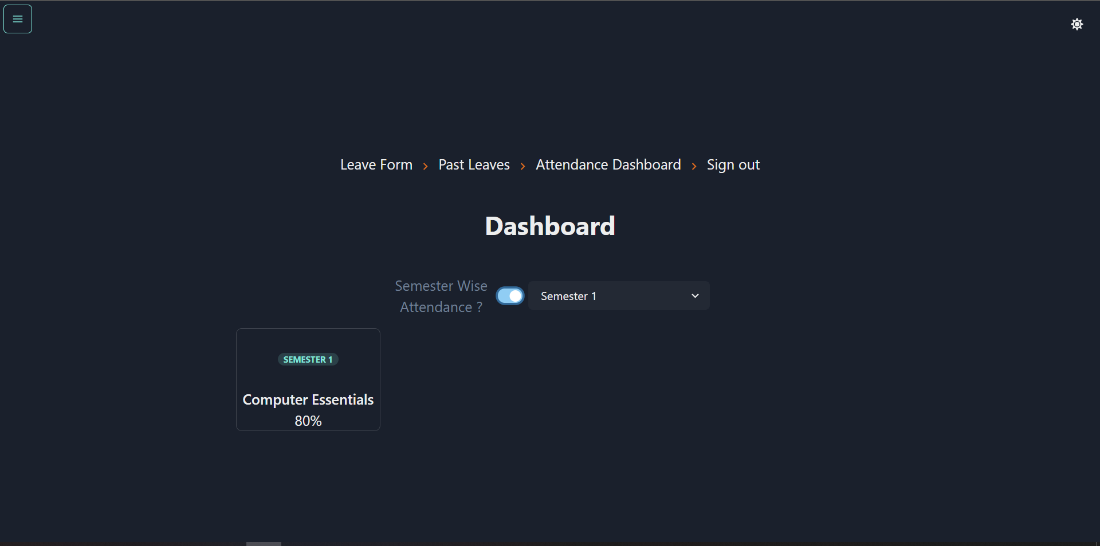 Leave Form > Past Leaves > Attendance Dashboard > Sign out
Dashboard
Semester Wise
Attendance ?
Semester 1
SEMESTER 1
Computer Essentials
80%